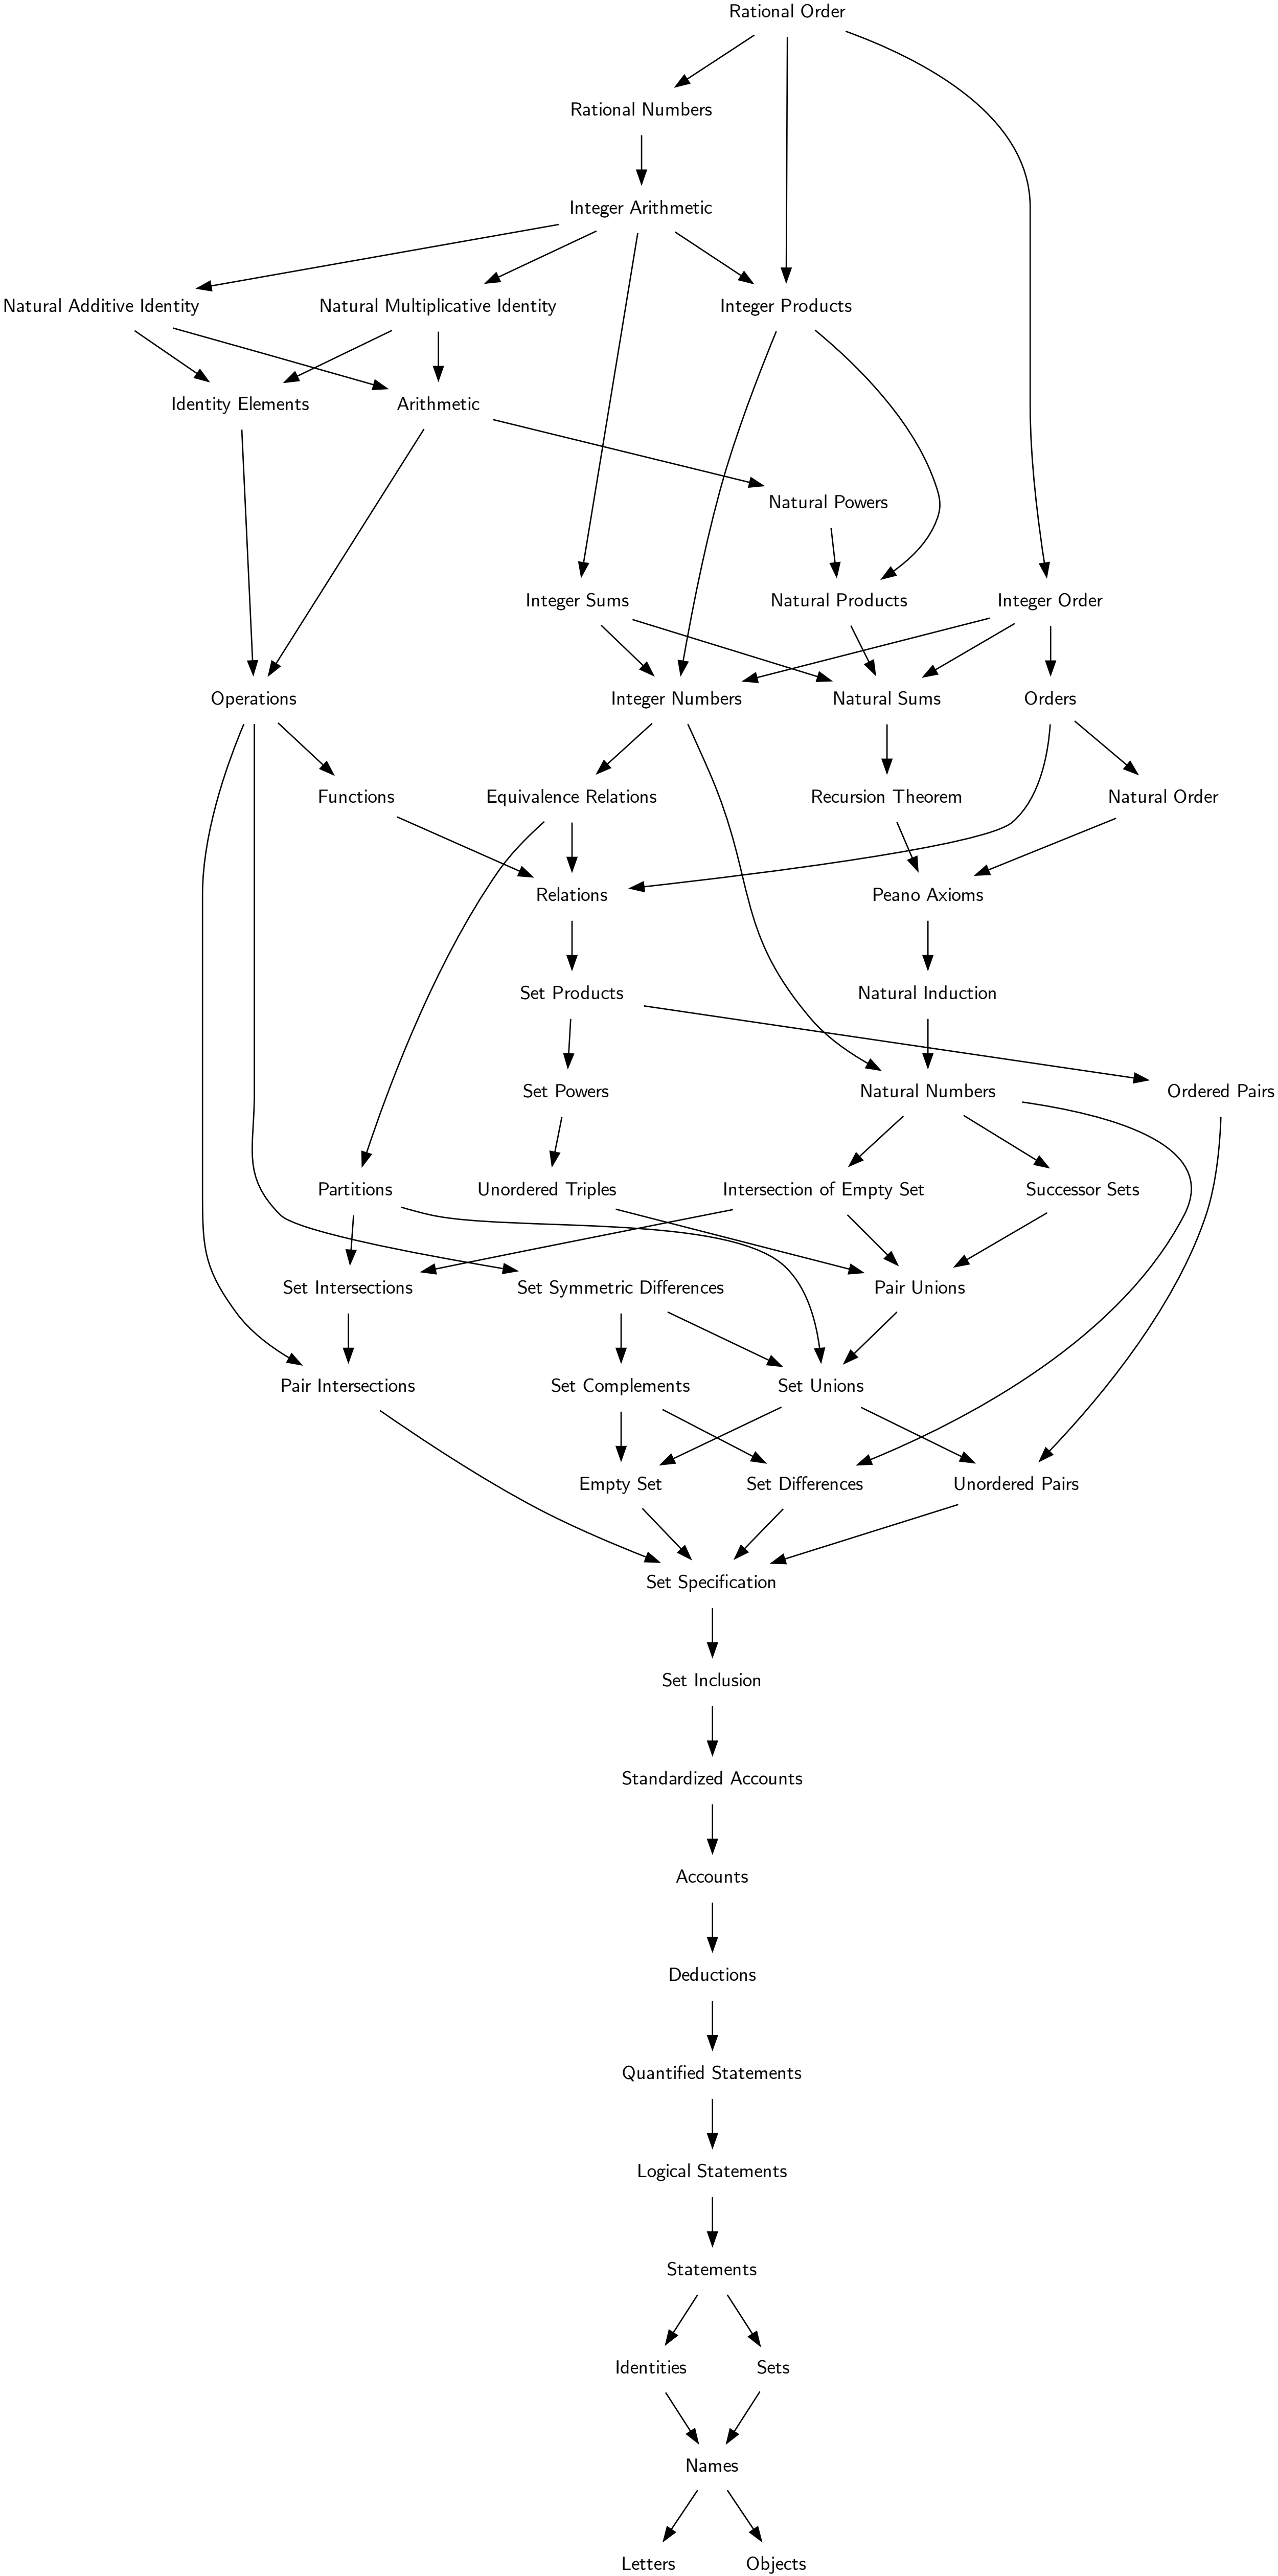 Rational Order
Rational Numbers
Integer Arithmetic
Natural Additive Identity
Natural Multiplicative Identity
Integer Products
Identity Elements
Arithmetic
Natural Powers
Integer Sums
Natural Products
Integer Order
Operations
Integer Numbers
Natural Sums
Orders
Functions
Equivalence Relations
Recursion Theorem
Natural Order
Relations
Peano Axioms
Set Products
Natural Induction
Set Powers
Natural Numbers
Ordered Pairs
Partitions
Unordered Triples
Intersection of Empty Set
Successor Sets
Set Intersections
Set Symmetric Differences
Pair Unions
Pair Intersections
Set Complements
Set Unions
Empty Set
Set Differences
Unordered Pairs
Set Specification
Set Inclusion
Standardized Accounts
Accounts
Deductions
Quantified Statements
Logical Statements
Statements
Identities
Sets
Names
Letters
Objects